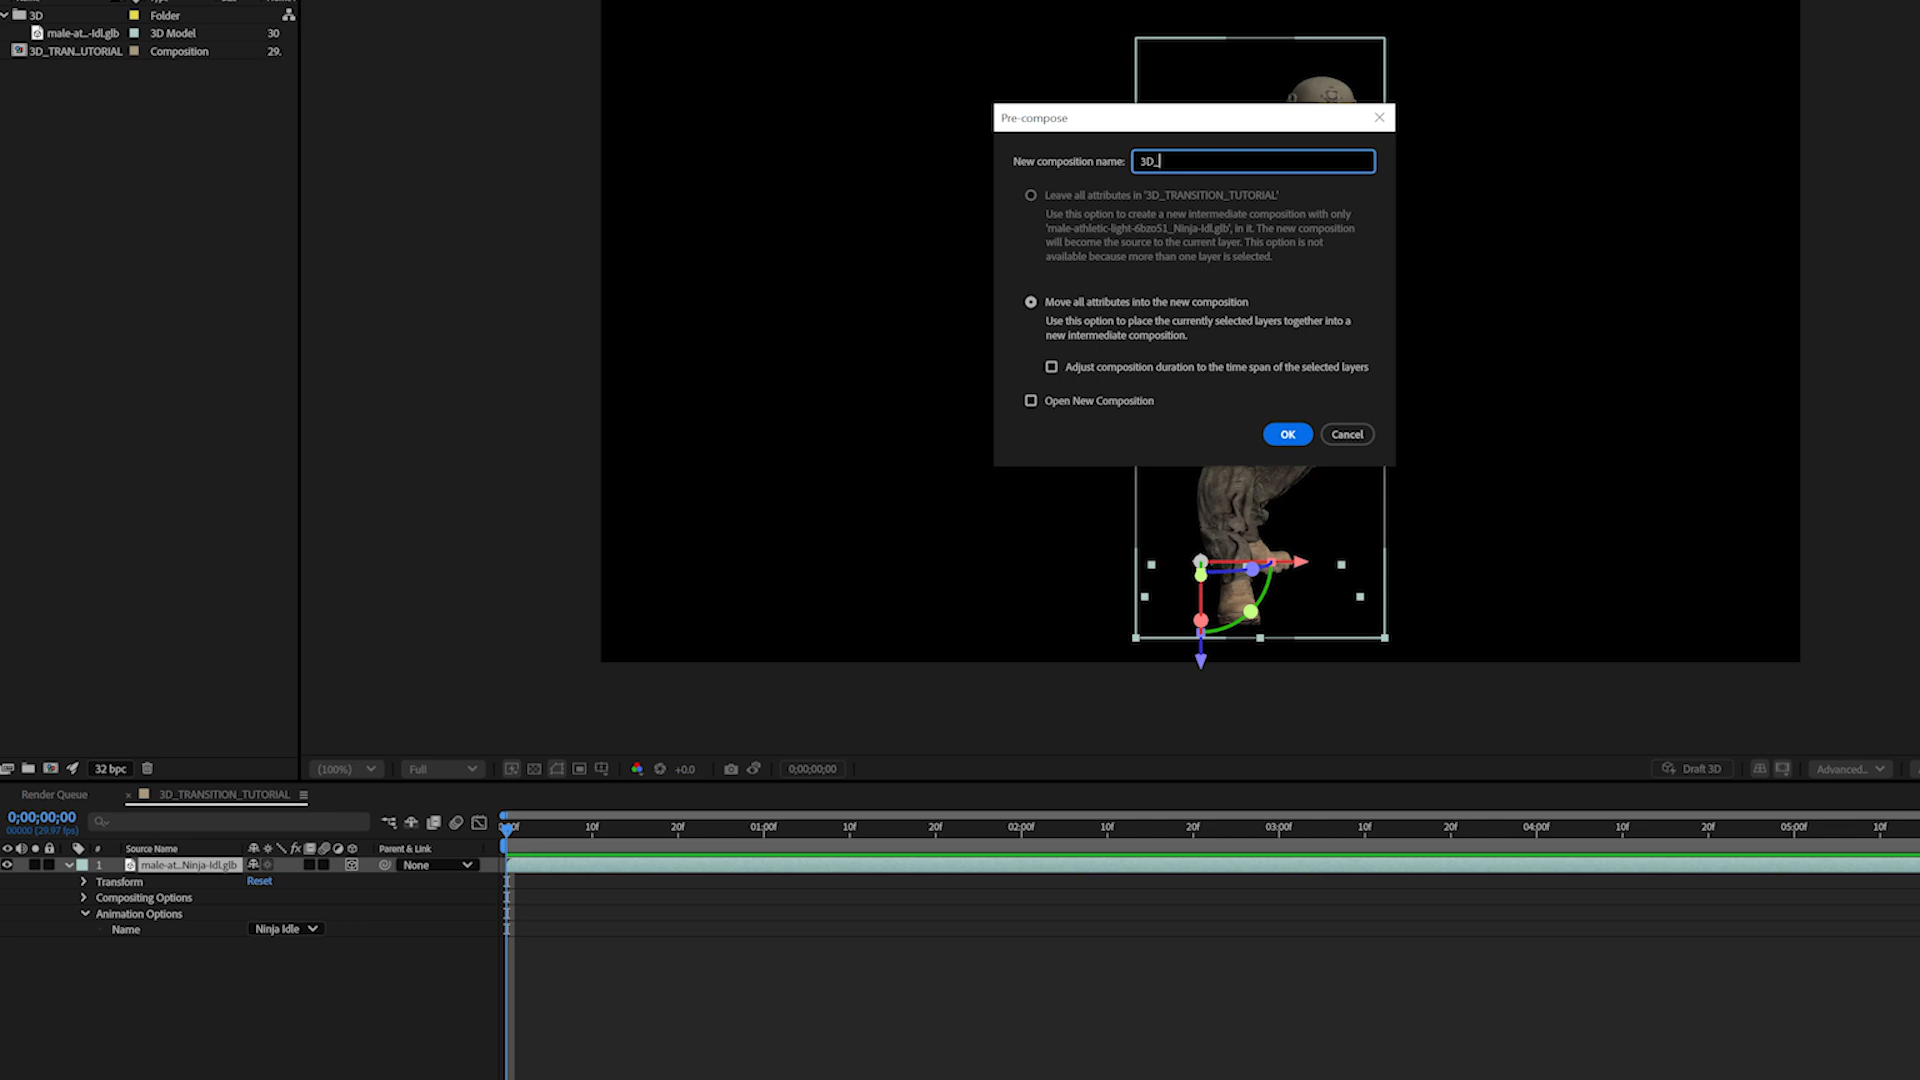 3D Folder
male-at...-Idl.glb 3D Model 30
3D_TRAN...UTORIAL Composition 29.
Pre-compose
New composition name: 3D_
Leave all attributes in '3D_TRANSITION_TUTORIAL'
Use this option to create a new intermediate composition with only
'male-athletic-light-6bzo51_Ninja-Idl.glb', in it. The new composition
will become the source to the current layer. This option is not
available because more than one layer is selected.
Move all attributes into the new composition
Use this option to place the currently selected layers together into a
new intermediate composition.
Adjust composition duration to the time span of the selected layers
Open New Composition
OK Cancel
32 bpc (100%) Full +0.0 0;00;00;00 Draft 3D Advanced...
Render Queue × 3D_TRANSITION_TUTORIAL
0;00;00;00
00000 (29.97 fps)
10f 20f 01:00f 10f 20f 02:00f 10f 20f 03:00f 10f 20f 04:00f 10f 20f 05:00f 10f
# Source Name fx Parent & Link
1 male-at...Ninja-Idl.glb None
Transform Reset
Compositing Options
Animation Options
Name Ninja Idle